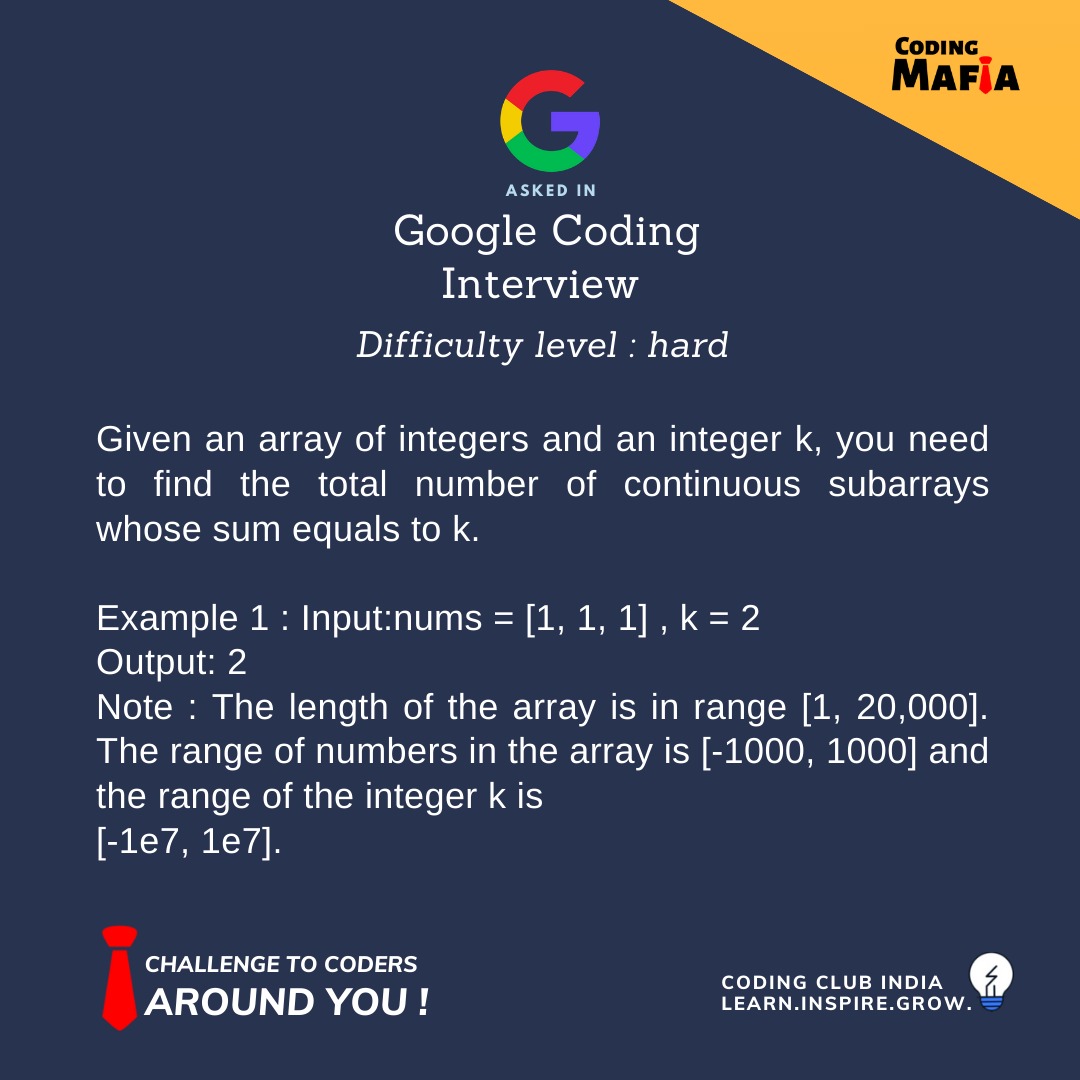 CODING
MAFIA
ASKED IN
Google Coding
Interview
Difficulty level : hard
Given an array of integers and an integer k, you need
to find the total number of continuous subarrays
whose sum equals to k.
Example 1 : Input:nums = [1, 1, 1] , k = 2
Output: 2
Note : The length of the array is in range [1, 20,000].
The range of numbers in the array is [-1000, 1000] and
the range of the integer k is
[-1e7, 1e7].
CHALLENGE TO CODERS
AROUND YOU !
CODING CLUB INDIA
LEARN.INSPIRE.GROW.